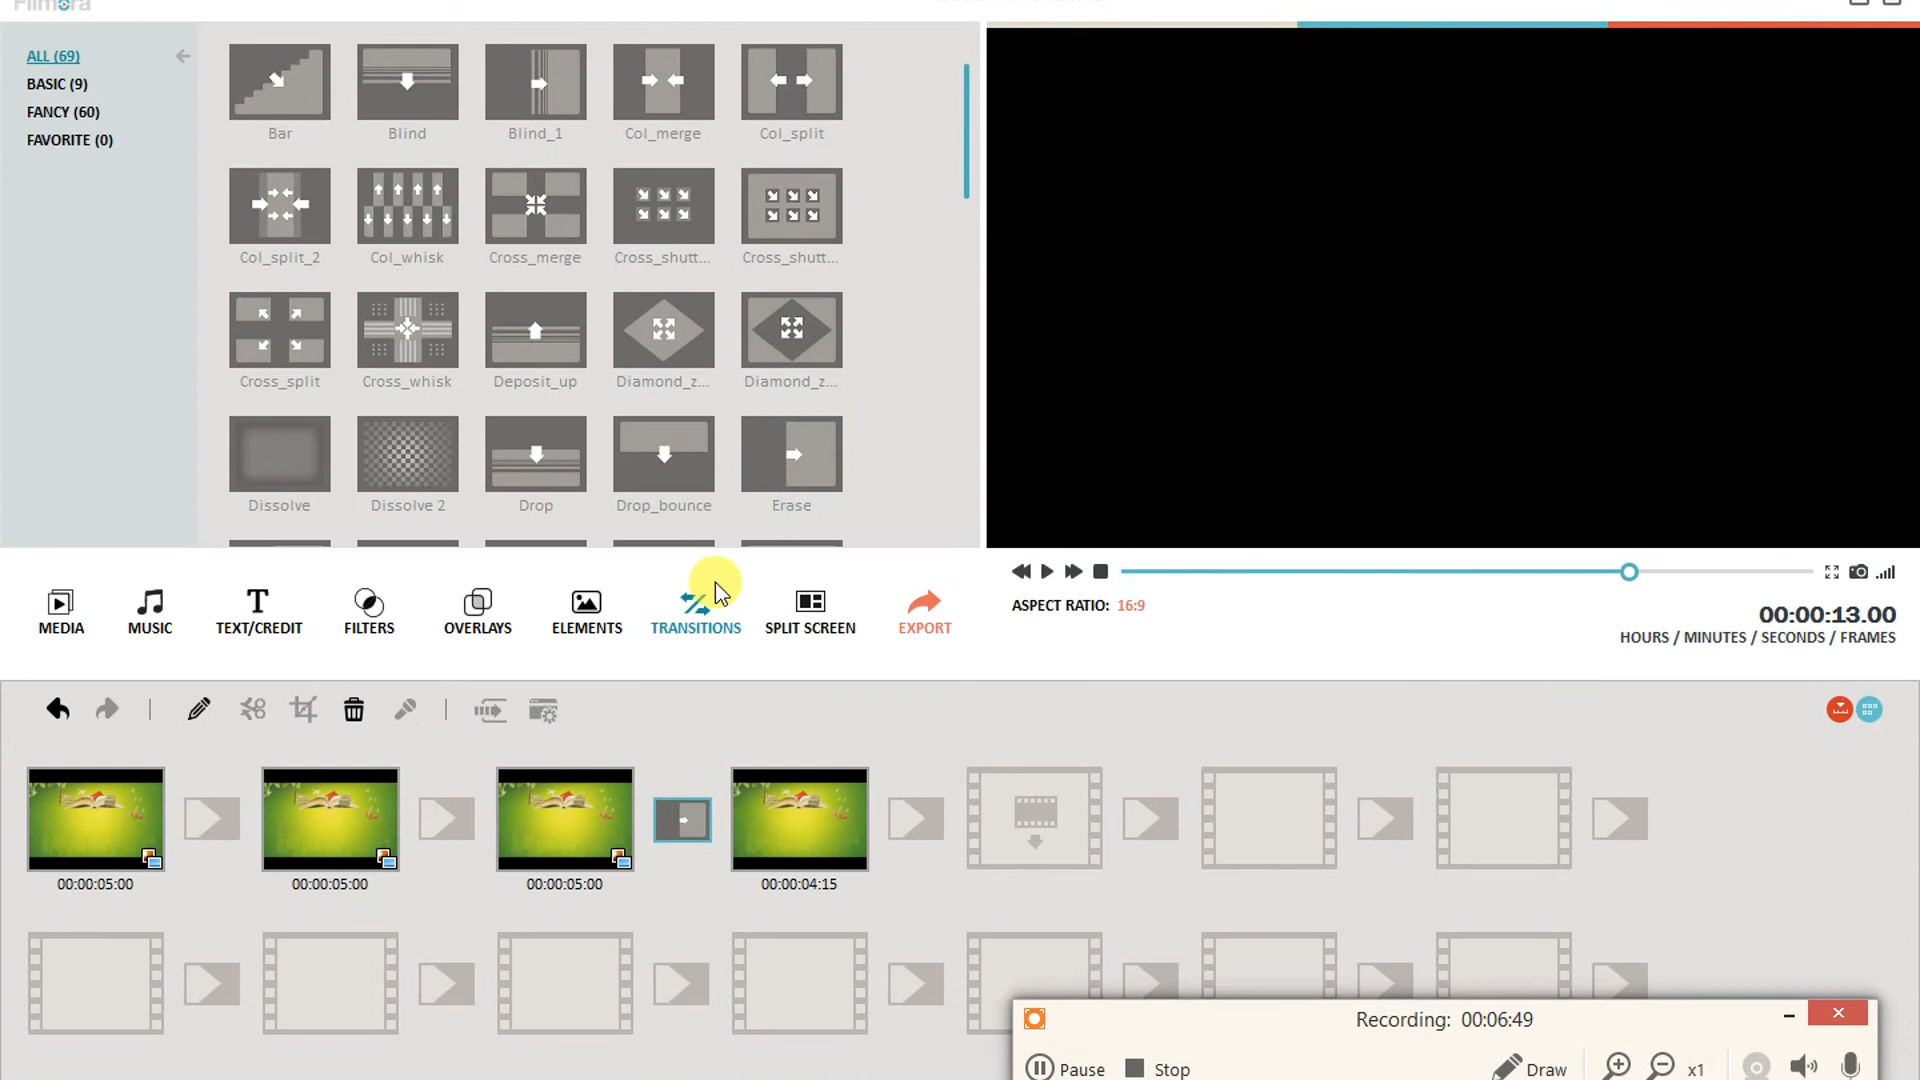 Filmora
ALL (69)
BASIC (9)
FANCY (60)
FAVORITE (0)
Bar
Blind
Blind_1
Col_merge
Col_split
Col_split_2
Col_whisk
Cross_merge
Cross_shutt...
Cross_shutt...
Cross_split
Cross_whisk
Deposit_up
Diamond_z...
Diamond_z...
Dissolve
Dissolve 2
Drop
Drop_bounce
Erase
MEDIA
MUSIC
TEXT/CREDIT
FILTERS
OVERLAYS
ELEMENTS
TRANSITIONS
SPLIT SCREEN
EXPORT
ASPECT RATIO: 16:9
00:00:13.00
HOURS / MINUTES / SECONDS / FRAMES
00:00:05:00
00:00:05:00
00:00:05:00
00:00:04:15
Recording: 00:06:49
Pause
Stop
Draw
x1